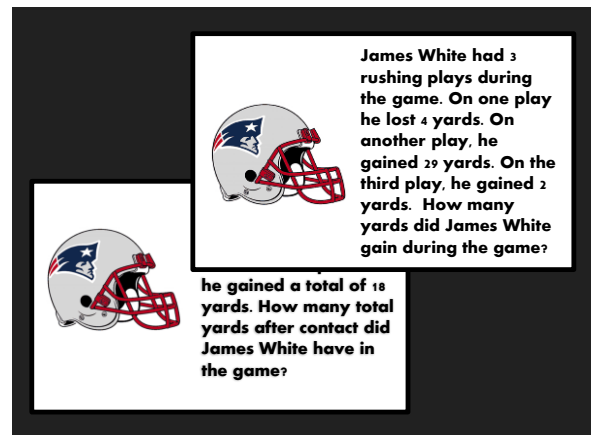 James White had 3
rushing plays during
the game. On one play
he lost 4 yards. On
another play, he
gained 29 yards. On the
third play, he gained 2
yards. How many
yards did James White
gain during the game?
he gained a total of 18
yards. How many total
yards after contact did
James White have in
the game?